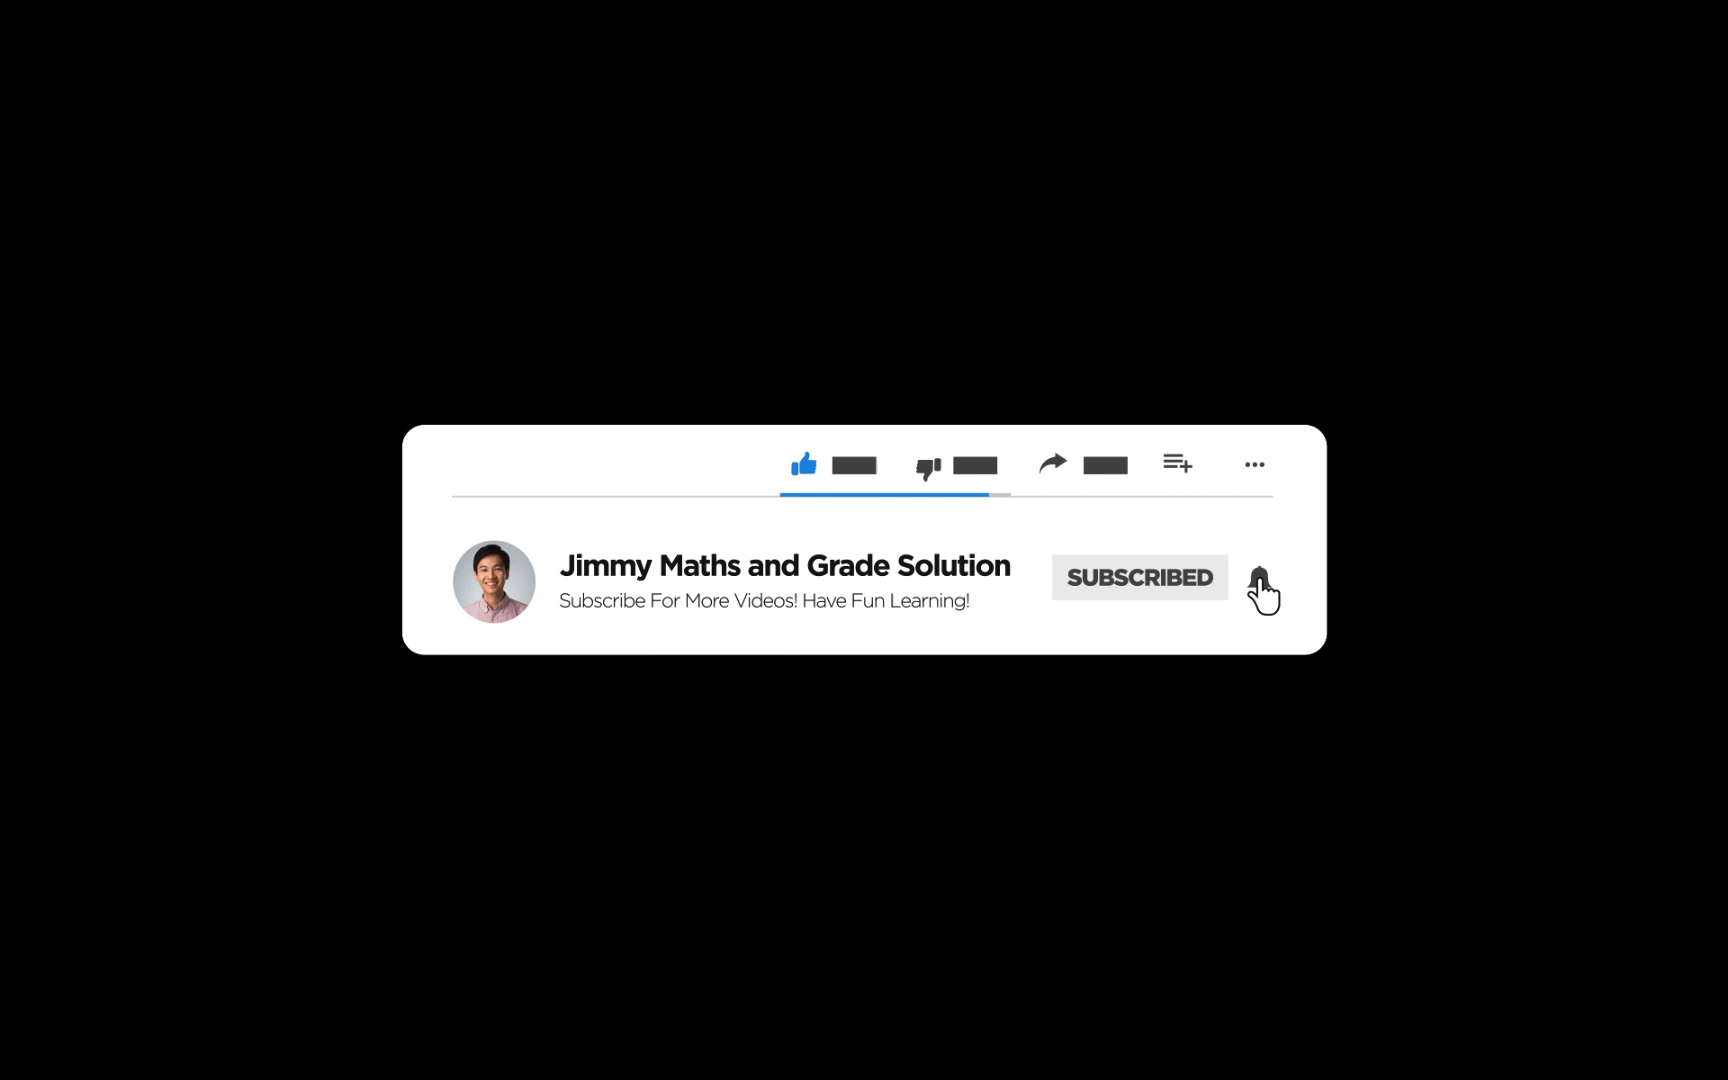 Jimmy Maths and Grade Solution
Subscribe For More Videos! Have Fun Learning!
SUBSCRIBED